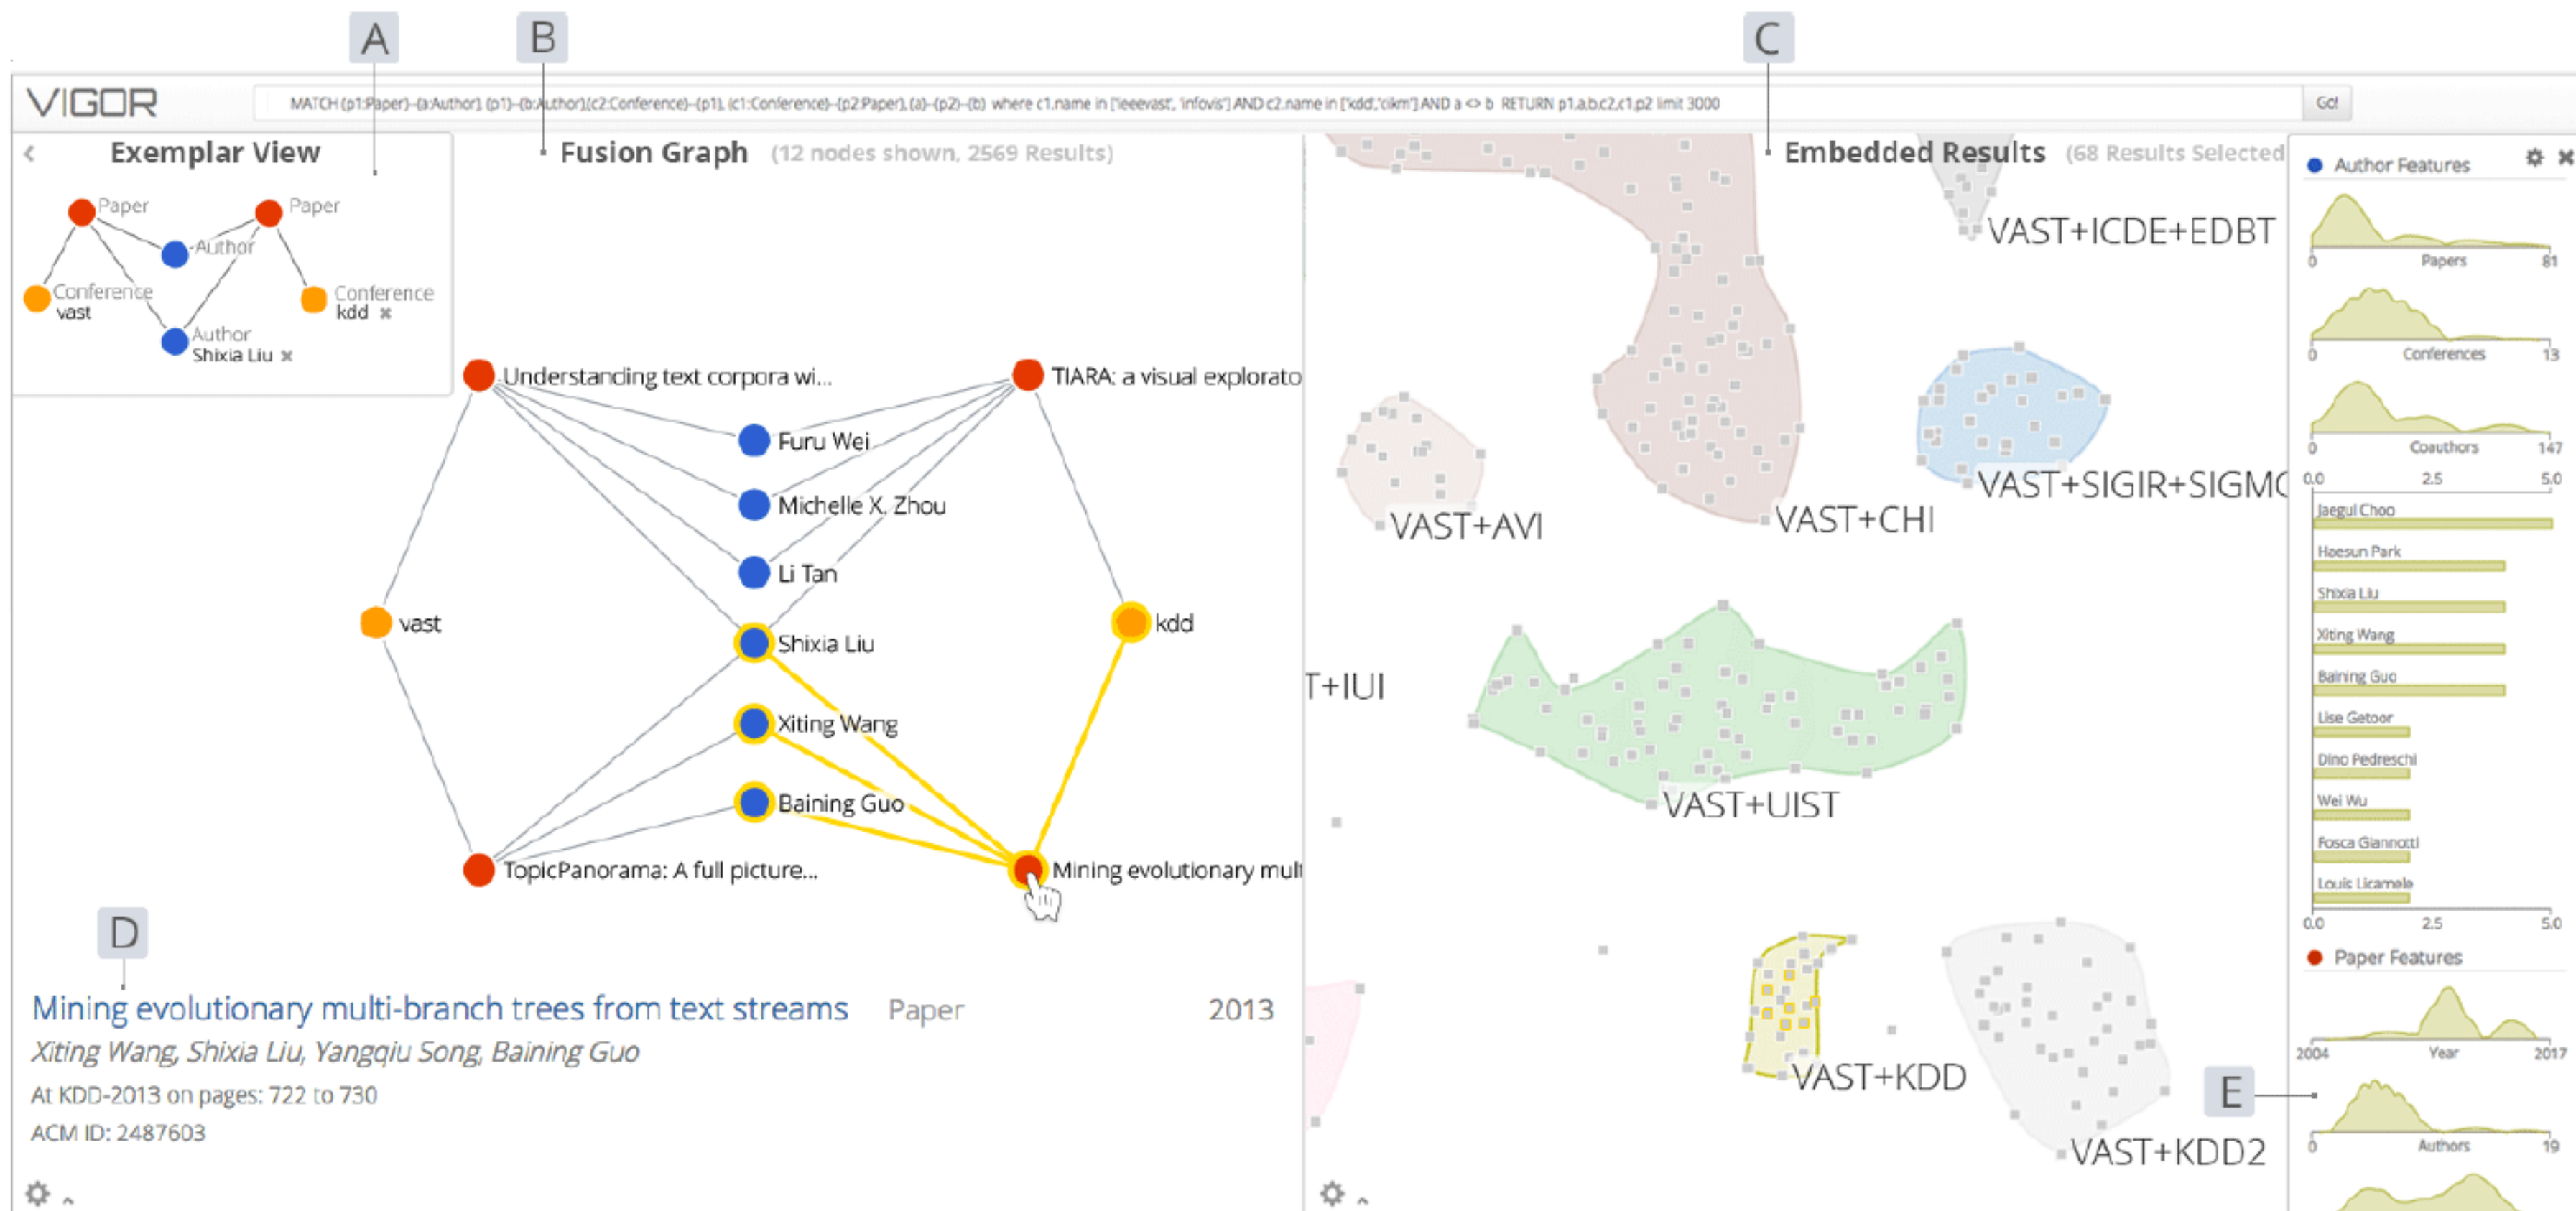 A
B
C
VIGOR
MATCH (p1:Paper)--(a:Author), (p1)--(b:Author),(c2:Conference)--(p1), (c1:Conference)--(p2:Paper), (a)--(p2)--(b) where c1.name in ['ieeevast', 'infovis'] AND c2.name in ['kdd','cikm'] AND a <> b RETURN p1,a,b,c2,c1,p2 limit 3000
Go!
Exemplar View
Paper
Paper
Author
Conference
vast
Conference
kdd
Author
Shixia Liu
Fusion Graph (12 nodes shown, 2569 Results)
Understanding text corpora wi...
TIARA: a visual explorato
Furu Wei
Michelle X. Zhou
Li Tan
vast
Shixia Liu
kdd
Xiting Wang
Baining Guo
TopicPanorama: A full picture...
Mining evolutionary mult
D
Mining evolutionary multi-branch trees from text streams Paper 2013
Xiting Wang, Shixia Liu, Yangqiu Song, Baining Guo
At KDD-2013 on pages: 722 to 730
ACM ID: 2487603
Embedded Results (68 Results Selected
VAST+ICDE+EDBT
VAST+AVI
VAST+CHI
VAST+SIGIR+SIGMO
T+IUI
VAST+UIST
VAST+KDD
VAST+KDD2
Author Features
0 Papers 81
0 Conferences 13
0 Coauthors 147
0.0 2.5 5.0
Jaegul Choo
Haesun Park
Shixia Liu
Xiting Wang
Baining Guo
Lise Getoor
Dino Pedreschi
Wei Wu
Fosca Giannotti
Louis Licamele
0.0 2.5 5.0
Paper Features
2004 Year 2017
E
0 Authors 19